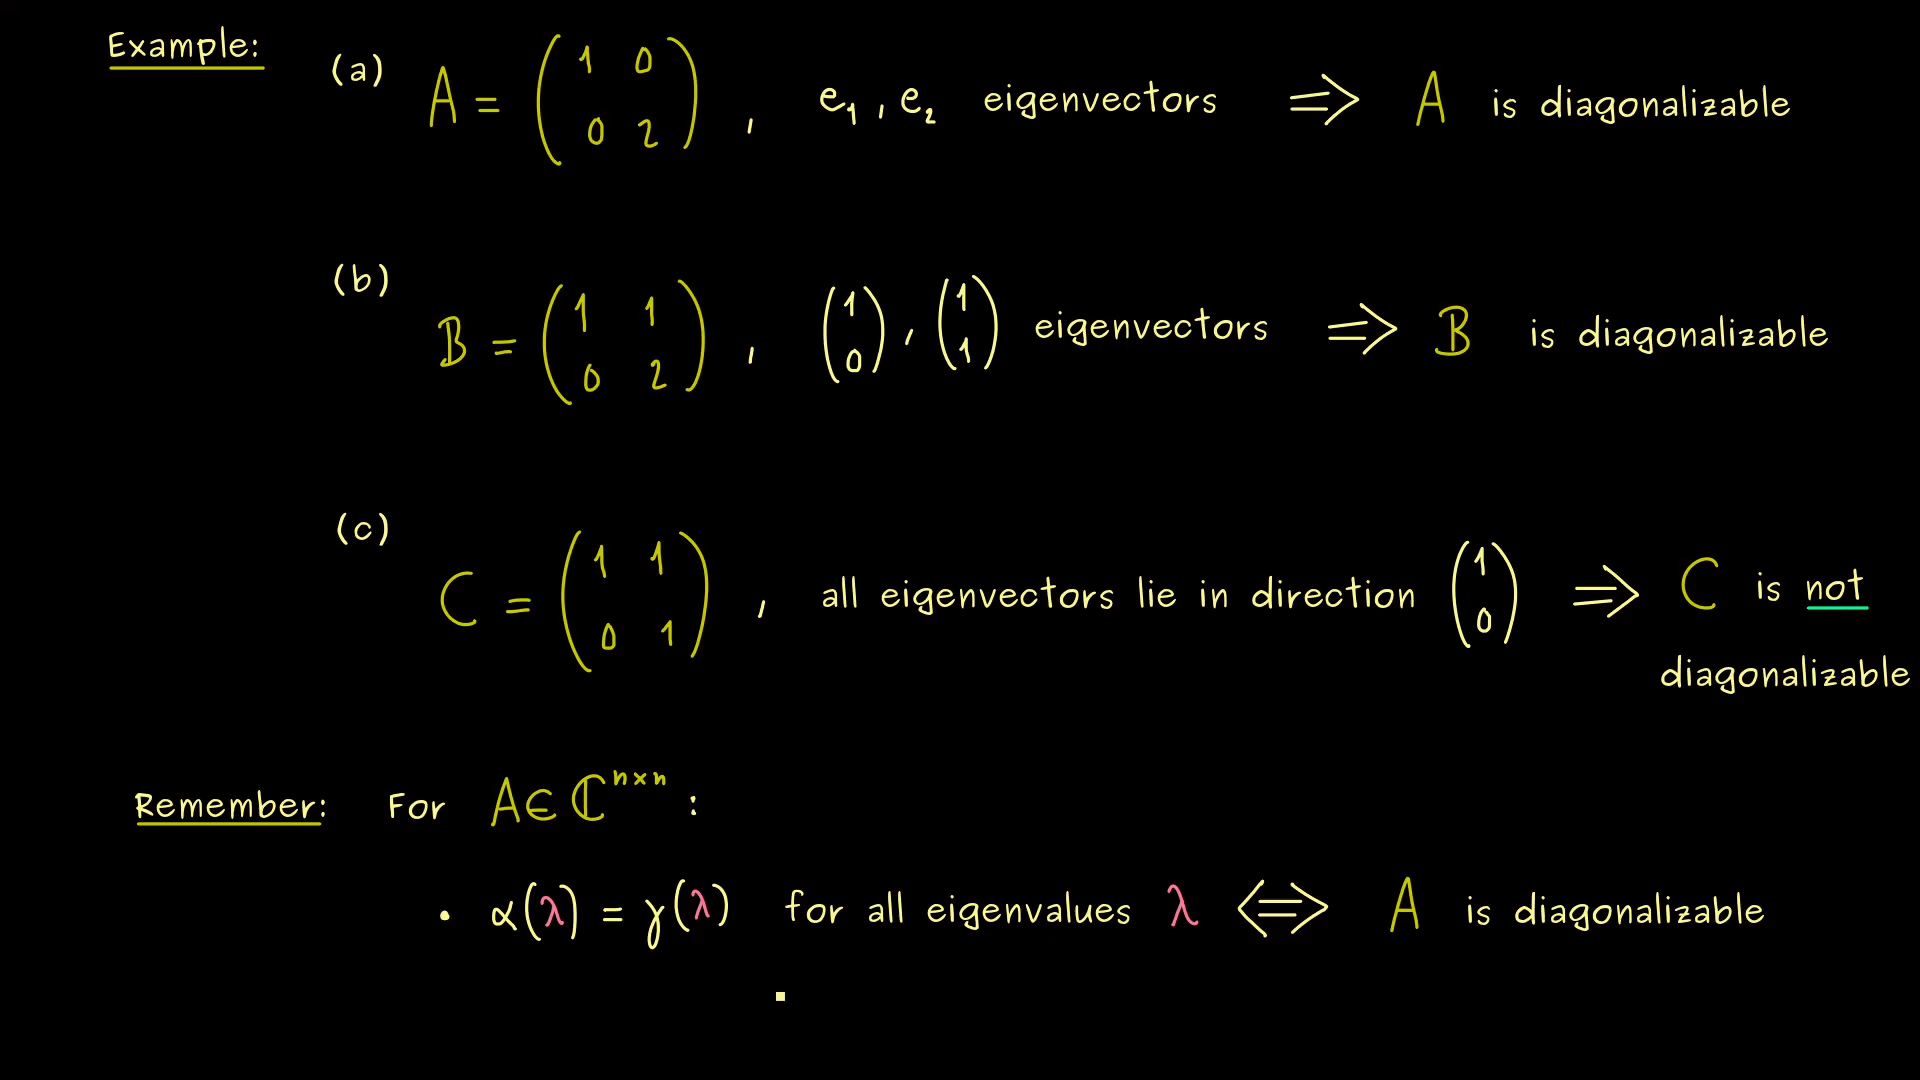 Example: (a) A = (1 0 0 2) , e₁ , e₂ eigenvectors ⟹ A is diagonalizable
(b) B = (1 1 0 2) , (1 0) , (1 1) eigenvectors ⟹ B is diagonalizable
(c) C = (1 1 0 1) , all eigenvectors lie in direction (1 0) ⟹ C is not
diagonalizable
Remember: For A ∈ ℂⁿˣⁿ :
• α(λ) = γ(λ) for all eigenvalues λ ⟺ A is diagonalizable